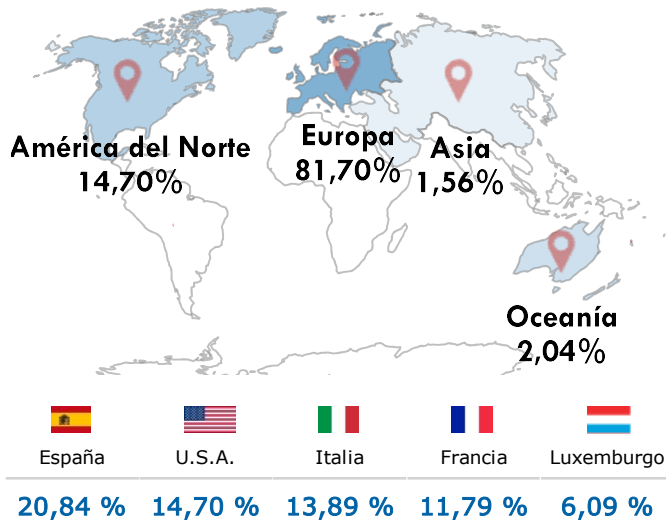 América del Norte
14,70%
Europa
81,70%
Asia
1,56%
Oceanía
2,04%
España
U.S.A.
Italia
Francia
Luxemburgo
20,84 %
14,70 %
13,89 %
11,79 %
6,09 %